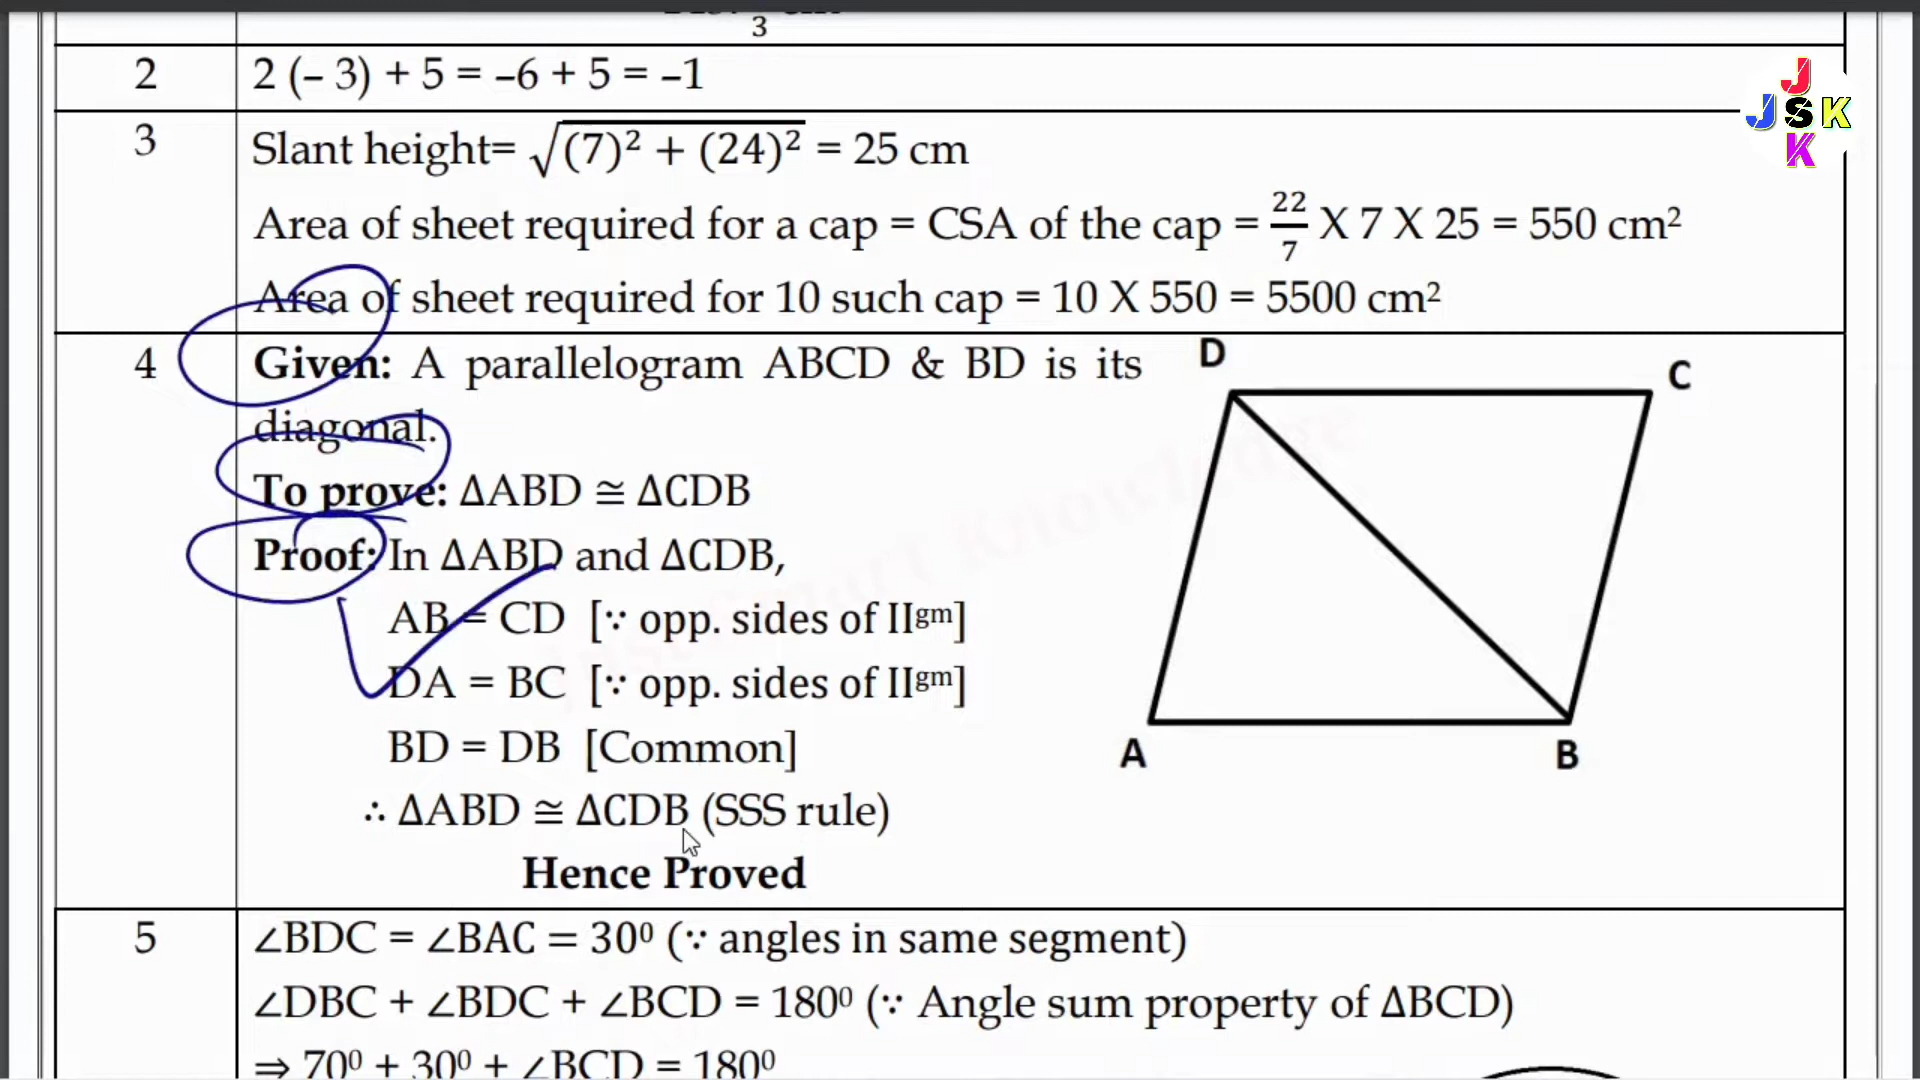 3
2
2 (– 3) + 5 = –6 + 5 = –1
J
J S K
K
3
Slant height= √(7)² + (24)² = 25 cm
Area of sheet required for a cap = CSA of the cap = 22/7 X 7 X 25 = 550 cm²
Area of sheet required for 10 such cap = 10 X 550 = 5500 cm²
4
Given: A parallelogram ABCD & BD is its
diagonal.
To prove: ΔABD ≅ ΔCDB
Proof: In ΔABD and ΔCDB,
AB = CD [∵ opp. sides of IIᵍᵐ]
DA = BC [∵ opp. sides of IIᵍᵐ]
BD = DB [Common]
∴ ΔABD ≅ ΔCDB (SSS rule)
Hence Proved
D
C
A
B
5
∠BDC = ∠BAC = 30⁰ (∵ angles in same segment)
∠DBC + ∠BDC + ∠BCD = 180⁰ (∵ Angle sum property of ΔBCD)
⇒ 70⁰ + 30⁰ + ∠BCD = 180⁰